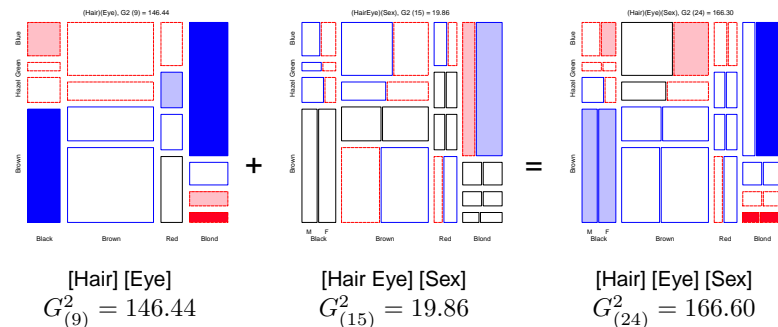 (Hair)(Eye), G2 (9) = 146.44
Blue
Green
Hazel
Brown
Black Brown Red Blond
+
(HairEye)(Sex), G2 (15) = 19.86
Blue
Hazel Green
Brown
M F
Black Brown Red Blond
=
(Hair)(Eye)(Sex), G2 (24) = 166.30
Blue
Hazel Green
Brown
M F
Black Brown Red Blond
[Hair] [Eye]
G²₍₉₎ = 146.44
[Hair Eye] [Sex]
G²₍₁₅₎ = 19.86
[Hair] [Eye] [Sex]
G²₍₂₄₎ = 166.60